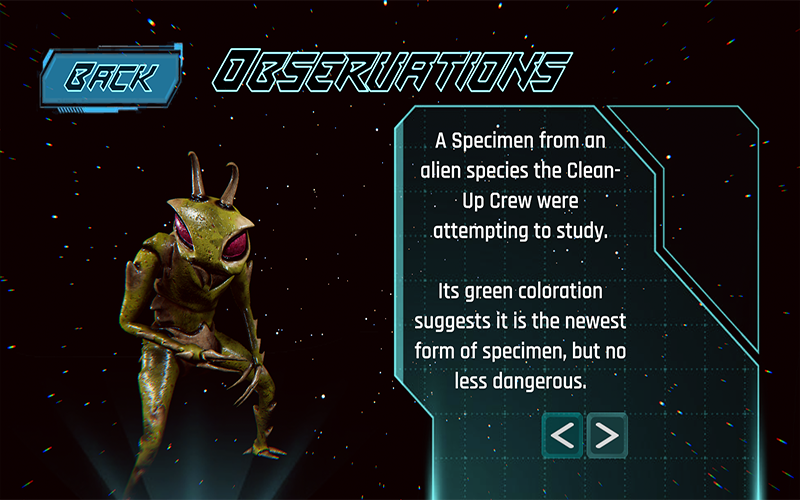 Back
Observations
A Specimen from an
alien species the Clean-
Up Crew were
attempting to study.
Its green coloration
suggests it is the newest
form of specimen, but no
less dangerous.
< >